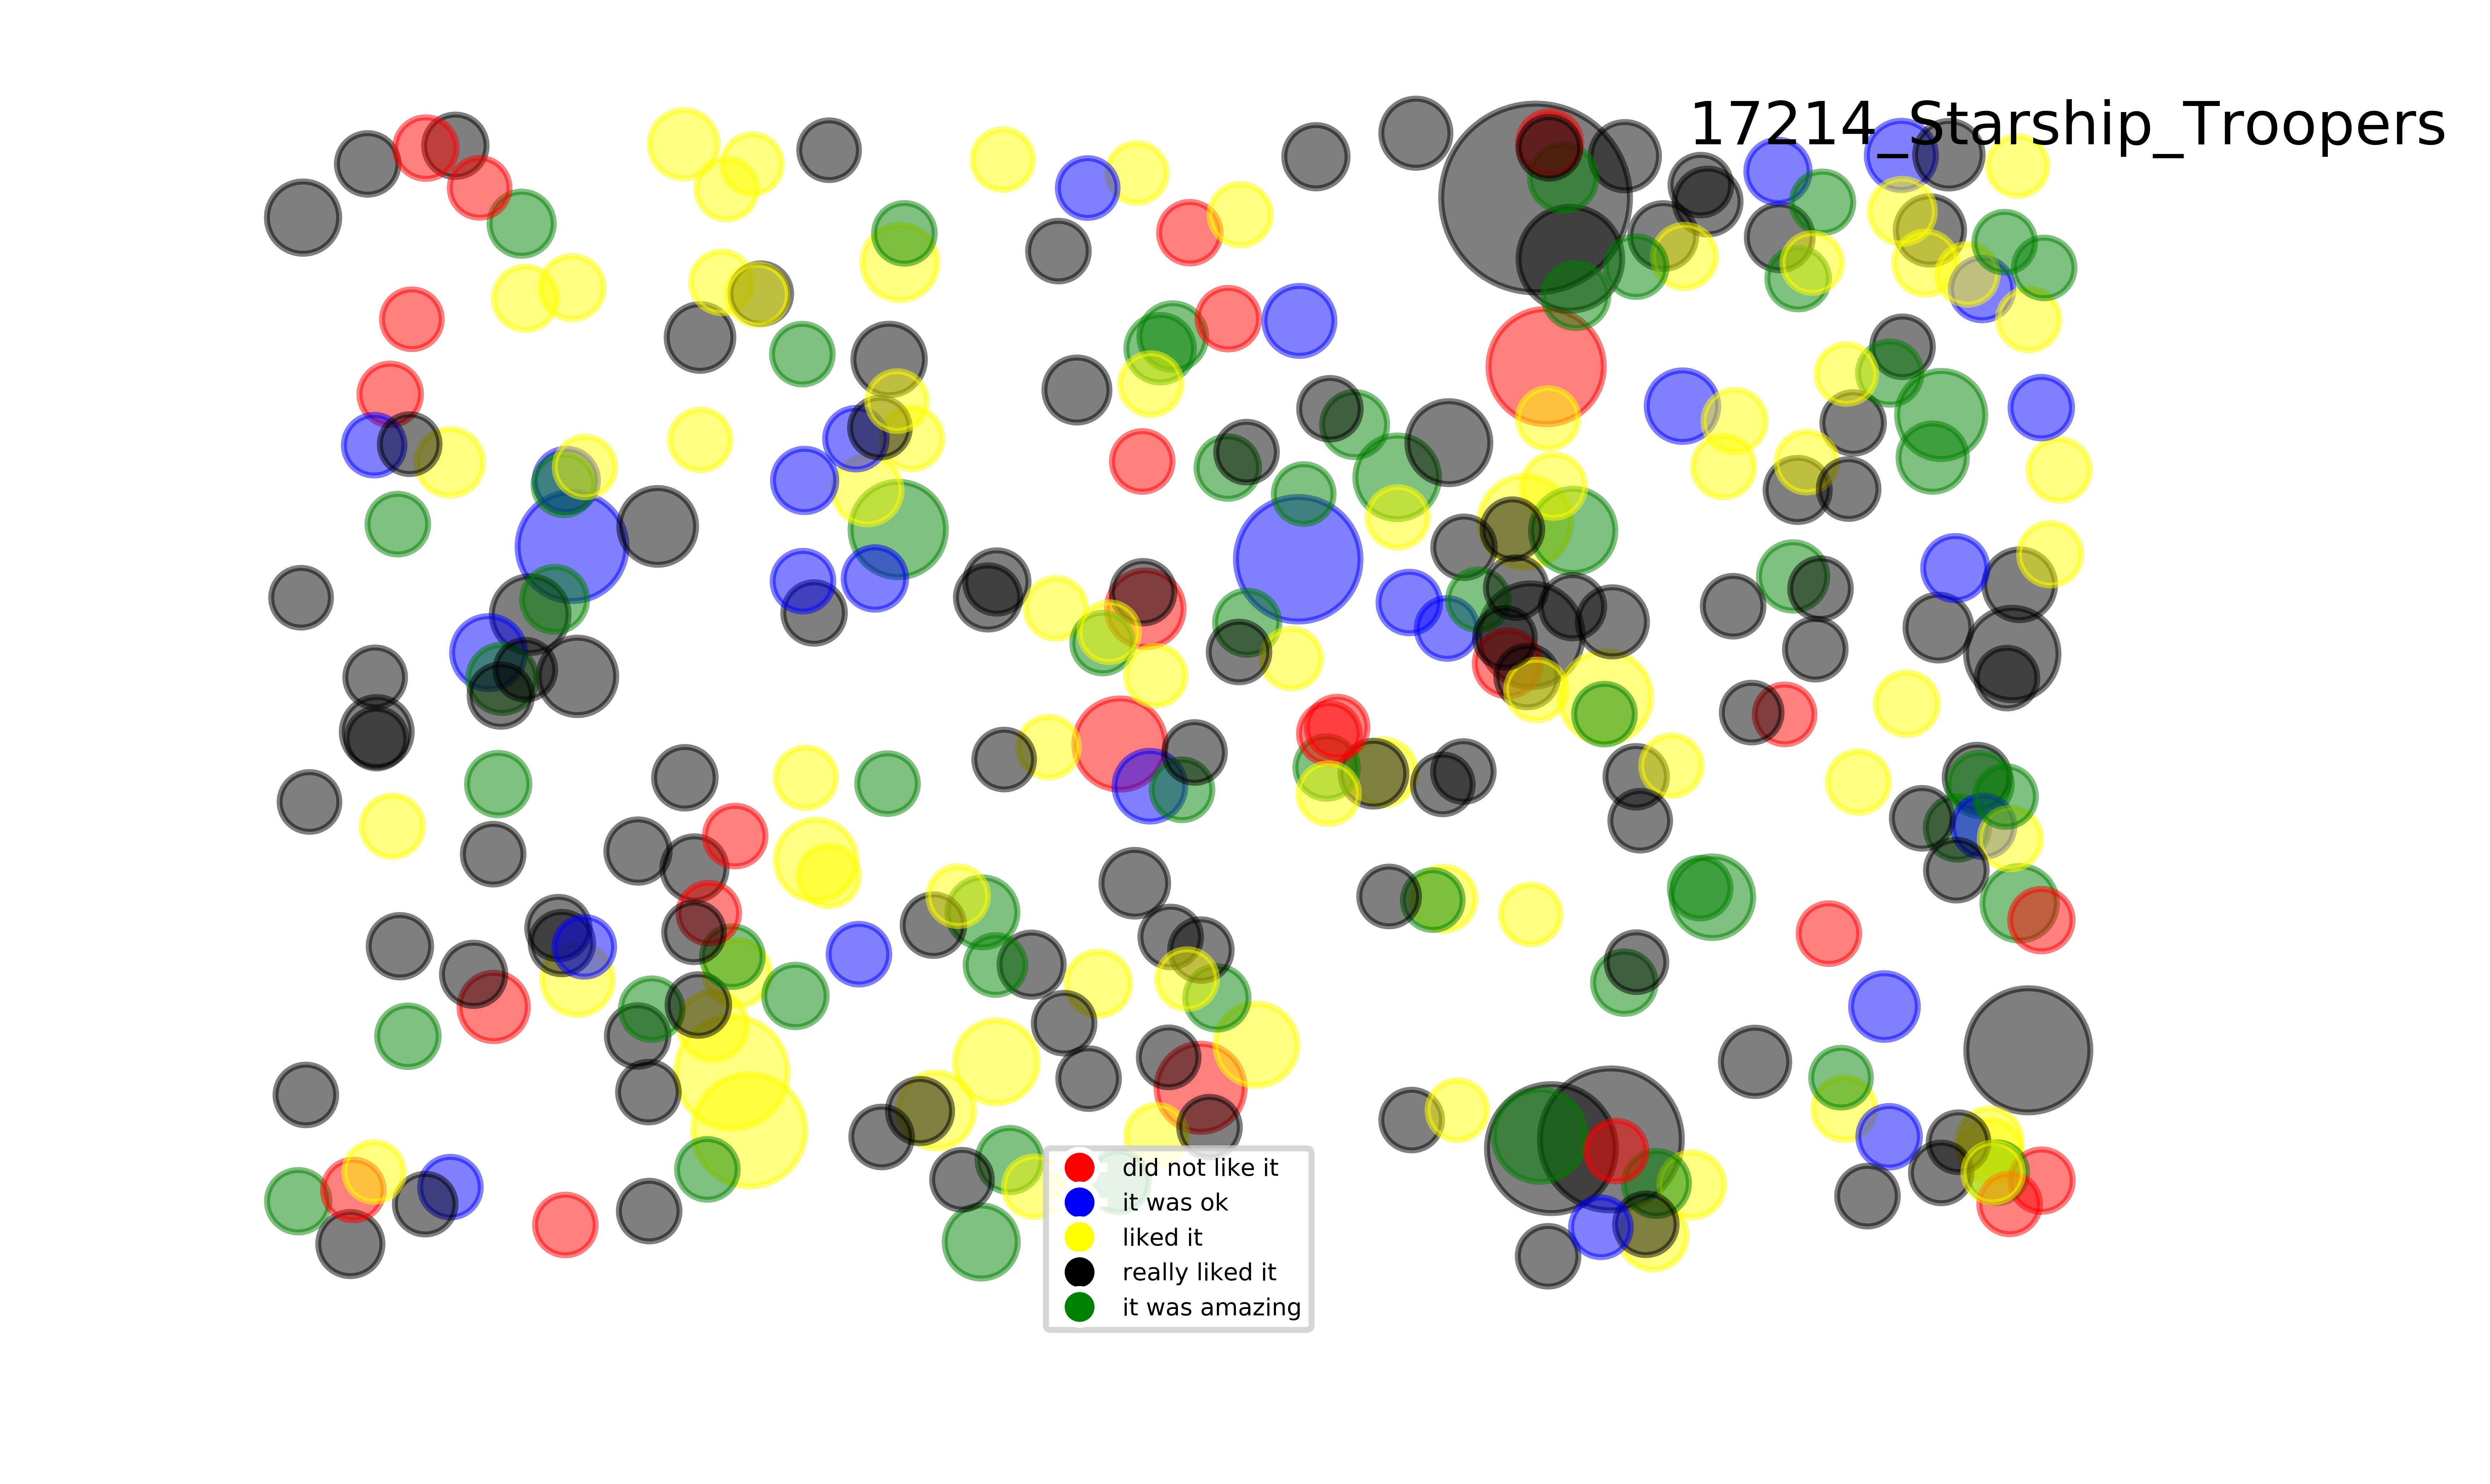 17214_Starship_Troopers
did not like it
it was ok
liked it
really liked it
it was amazing